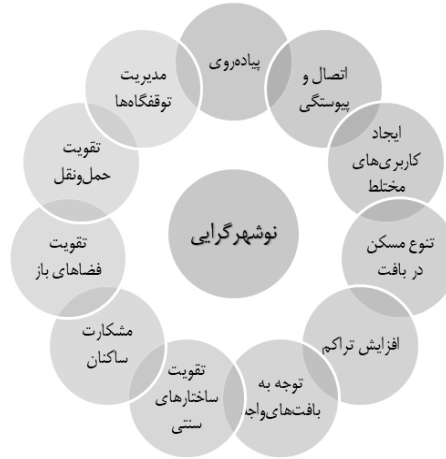 پیاده‌روی
اتصال و
پیوستگی
ایجاد
کاربری‌های
مختلط
تنوع مسکن
در بافت
افزایش تراکم
توجه به
بافت‌های‌واجد
تقویت
ساختارهای
سنتی
مشکارت
ساکنان
تقویت
فضاهای باز
تقویت
حمل‌ونقل
مدیریت
توقفگاه‌ها
نوشهرگرایی